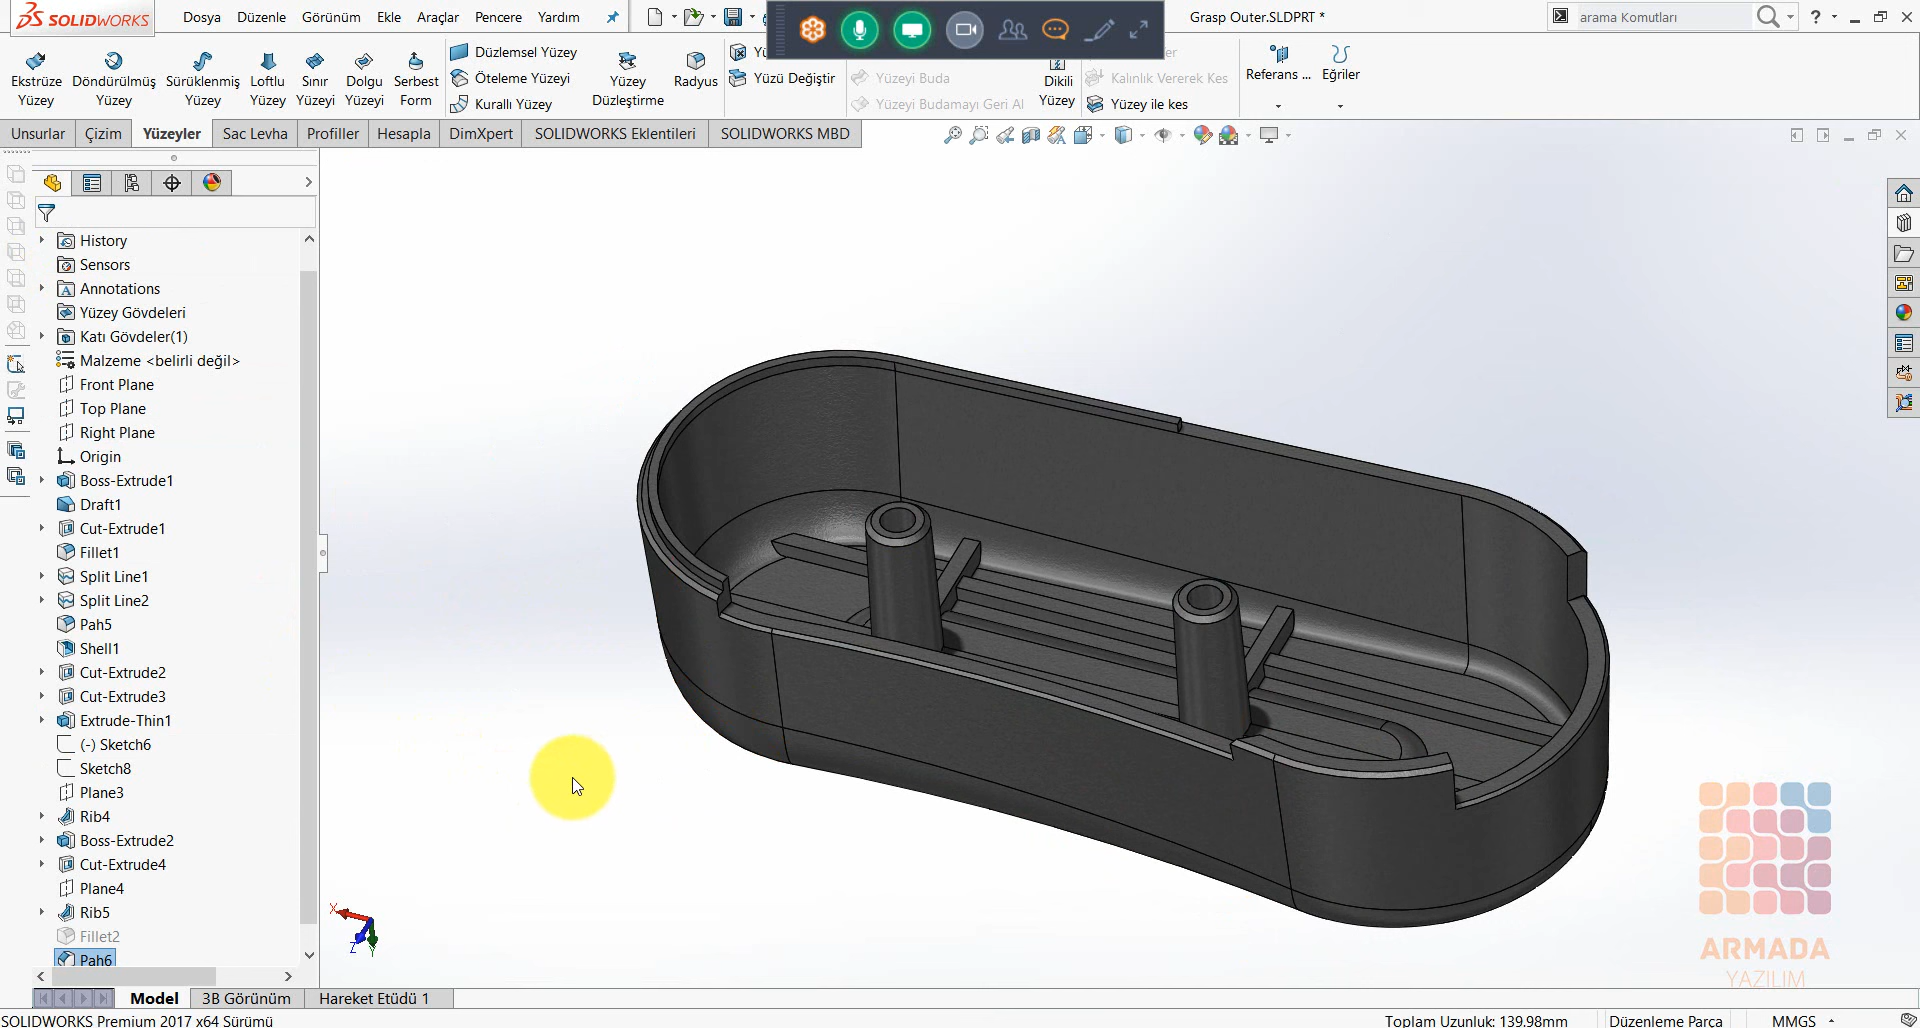 SOLIDWORKS
Dosya Düzenle Görünüm Ekle Araçlar Pencere Yardım
Grasp Outer.SLDPRT *
arama Komutları
Ekstrüze Yüzey
Döndürülmüş Yüzey
Sürüklenmiş Yüzey
Loftlu Yüzey
Sınır Yüzeyi
Dolgu Yüzeyi
Serbest Form
Düzlemsel Yüzey
Öteleme Yüzeyi
Kurallı Yüzey
Yüzey Düzleştirme
Radyus
Yüzü Değiştir
Yüzeyi Buda
Yüzeyi Budamayı Geri Al
Dikili Yüzey
Kalınlık Vererek Kes
Yüzey ile kes
Referans ...
Eğriler
Unsurlar Çizim Yüzeyler Sac Levha Profiller Hesapla DimXpert SOLIDWORKS Eklentileri SOLIDWORKS MBD
History
Sensors
Annotations
Yüzey Gövdeleri
Katı Gövdeler(1)
Malzeme <belirli değil>
Front Plane
Top Plane
Right Plane
Origin
Boss-Extrude1
Draft1
Cut-Extrude1
Fillet1
Split Line1
Split Line2
Pah5
Shell1
Cut-Extrude2
Cut-Extrude3
Extrude-Thin1
(-) Sketch6
Sketch8
Plane3
Rib4
Boss-Extrude2
Cut-Extrude4
Plane4
Rib5
Fillet2
Pah6
X
Z
Y
ARMADA
YAZILIM
Model 3B Görünüm Hareket Etüdü 1
SOLIDWORKS Premium 2017 x64 Sürümü
Toplam Uzunluk: 139.98mm Düzenleme Parça MMGS